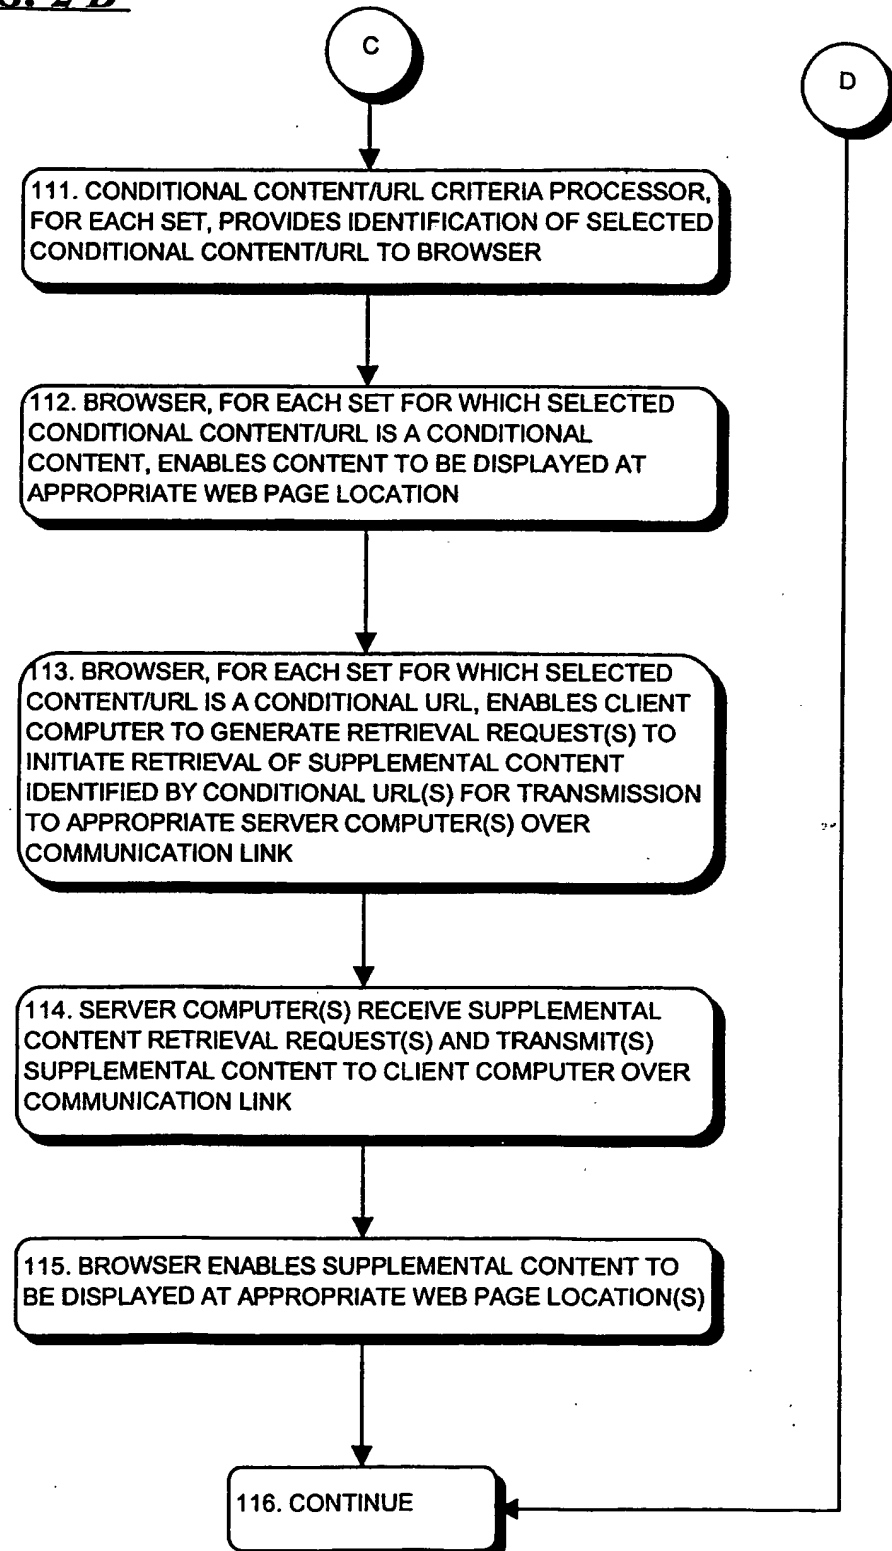 2 D
C
D
111. CONDITIONAL CONTENT/URL CRITERIA PROCESSOR,
FOR EACH SET, PROVIDES IDENTIFICATION OF SELECTED
CONDITIONAL CONTENT/URL TO BROWSER
112. BROWSER, FOR EACH SET FOR WHICH SELECTED
CONDITIONAL CONTENT/URL IS A CONDITIONAL
CONTENT, ENABLES CONTENT TO BE DISPLAYED AT
APPROPRIATE WEB PAGE LOCATION
113. BROWSER, FOR EACH SET FOR WHICH SELECTED
CONTENT/URL IS A CONDITIONAL URL, ENABLES CLIENT
COMPUTER TO GENERATE RETRIEVAL REQUEST(S) TO
INITIATE RETRIEVAL OF SUPPLEMENTAL CONTENT
IDENTIFIED BY CONDITIONAL URL(S) FOR TRANSMISSION
TO APPROPRIATE SERVER COMPUTER(S) OVER
COMMUNICATION LINK
114. SERVER COMPUTER(S) RECEIVE SUPPLEMENTAL
CONTENT RETRIEVAL REQUEST(S) AND TRANSMIT(S)
SUPPLEMENTAL CONTENT TO CLIENT COMPUTER OVER
COMMUNICATION LINK
115. BROWSER ENABLES SUPPLEMENTAL CONTENT TO
BE DISPLAYED AT APPROPRIATE WEB PAGE LOCATION(S)
116. CONTINUE